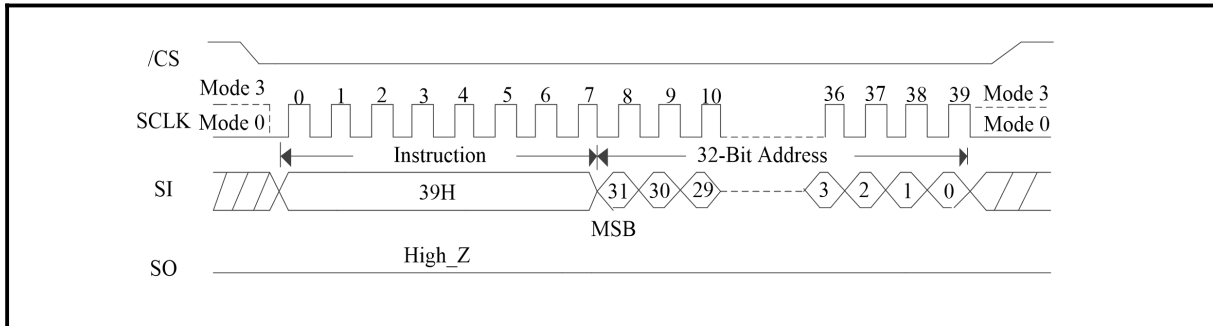 /CS
Mode 3 0 1 2 3 4 5 6 7 8 9 10 36 37 38 39 Mode 3
SCLK Mode 0 Mode 0
Instruction 32-Bit Address
SI 39H 31 30 29 3 2 1 0
MSB
High_Z
SO